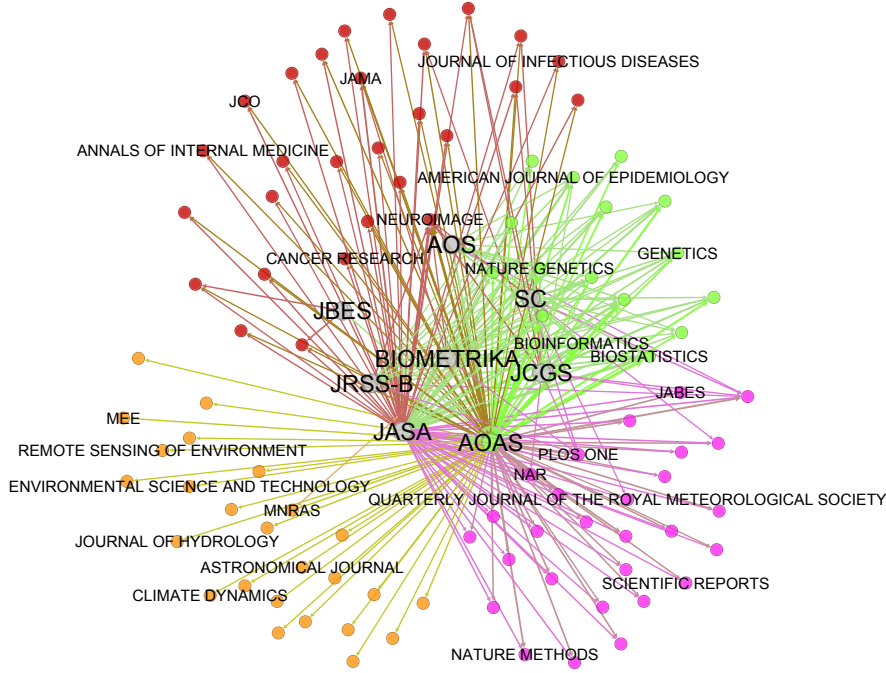 JOURNAL OF INFECTIOUS DISEASES
JAMA
JCO
ANNALS OF INTERNAL MEDICINE
AMERICAN JOURNAL OF EPIDEMIOLOGY
NEUROIMAGE
AOS
CANCER RESEARCH
NATURE GENETICS
GENETICS
SC
JBES
BIOINFORMATICS
BIOMETRIKA
BIOSTATISTICS
JCGS
JRSS-B
JABES
MEE
JASA
AOAS
REMOTE SENSING OF ENVIRONMENT
PLOS ONE
NAR
ENVIRONMENTAL SCIENCE AND TECHNOLOGY
QUARTERLY JOURNAL OF THE ROYAL METEOROLOGICAL SOCIETY
MNRAS
JOURNAL OF HYDROLOGY
ASTRONOMICAL JOURNAL
SCIENTIFIC REPORTS
CLIMATE DYNAMICS
NATURE METHODS